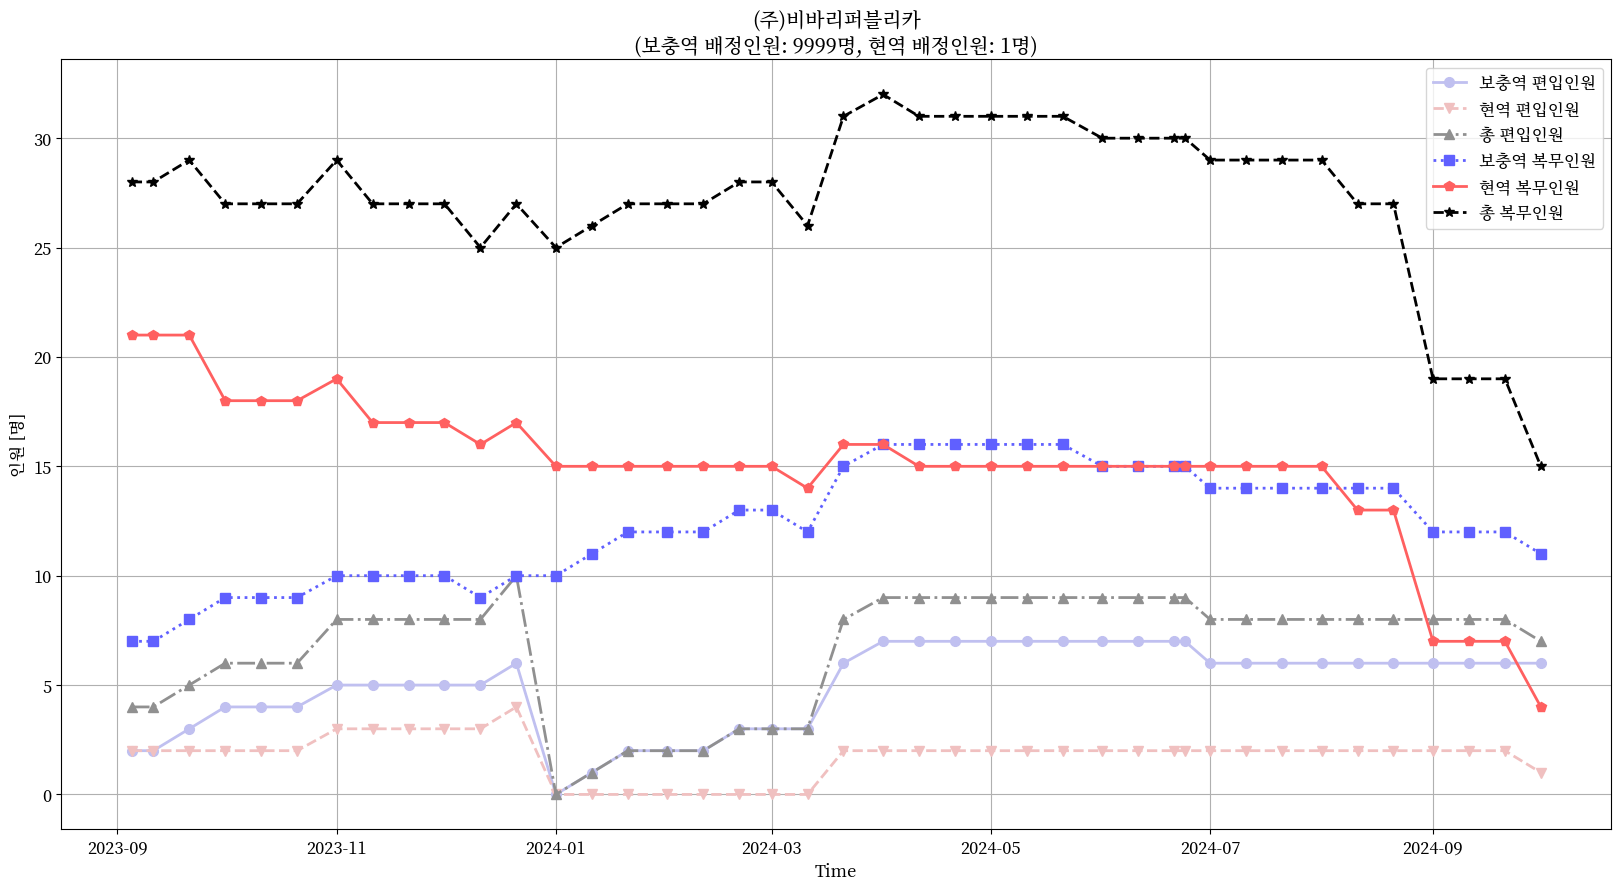 (주)비바리퍼블리카
(보충역 배정인원: 9999명, 현역 배정인원: 1명)
보충역 편입인원
현역 편입인원
총 편입인원
보충역 복무인원
현역 복무인원
총 복무인원
인원 [명]
30
25
20
15
10
5
0
2023-09
2023-11
2024-01
2024-03
2024-05
2024-07
2024-09
Time